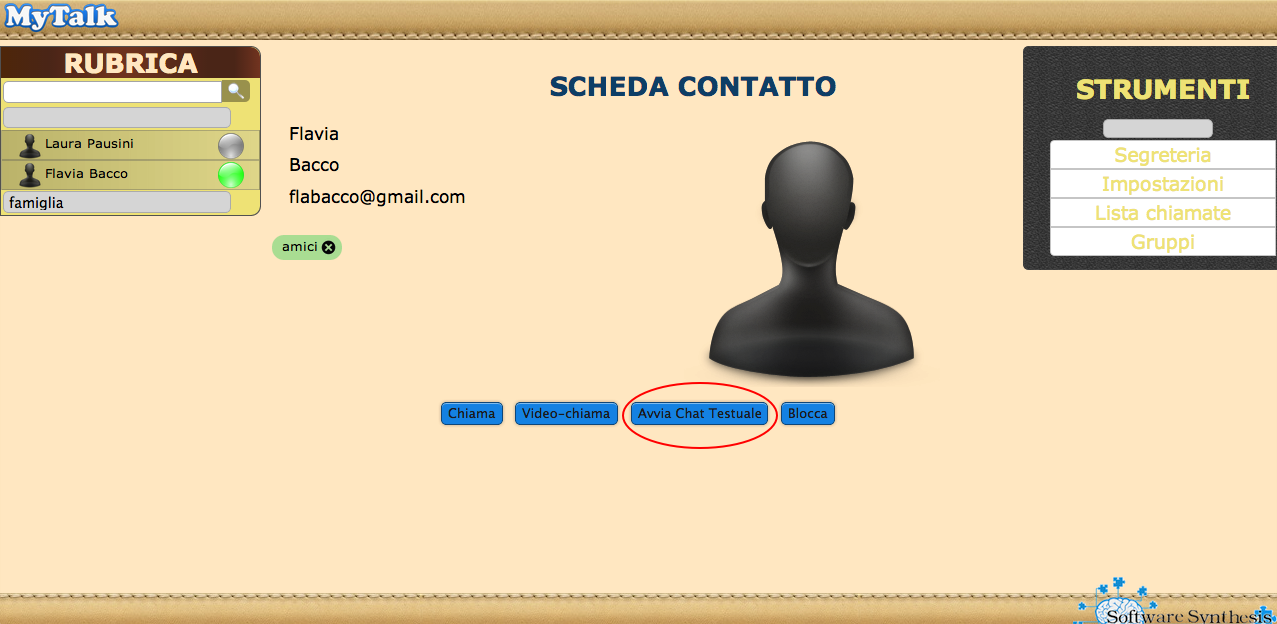 MyTalk
RUBRICA
Laura Pausini
Flavia Bacco
famiglia
SCHEDA CONTATTO
Flavia
Bacco
flabacco@gmail.com
amici
Chiama
Video-chiama
Avvia Chat Testuale
Blocca
STRUMENTI
Segreteria
Impostazioni
Lista chiamate
Gruppi
Software Synthesis